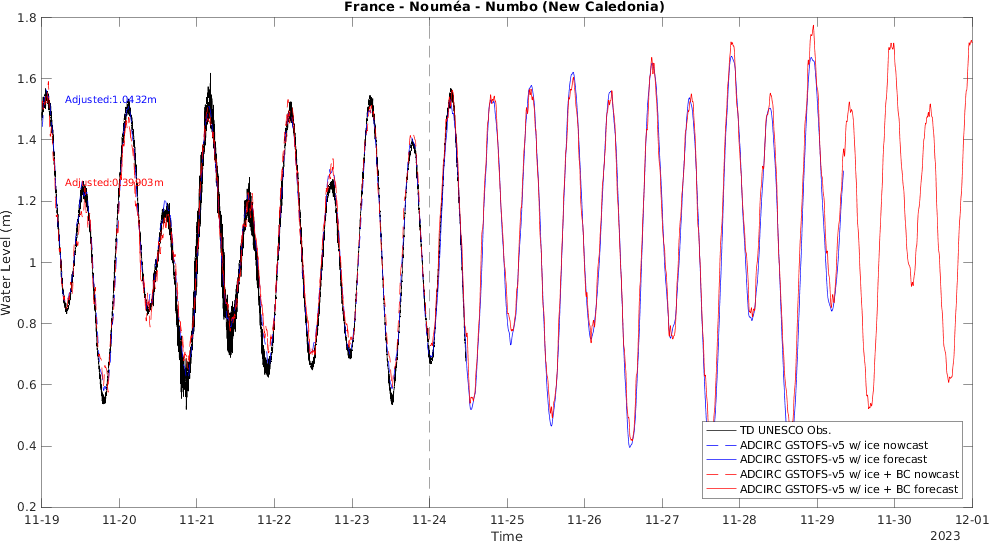 France - Nouméa - Numbo (New Caledonia)
1.8
1.6
1.4
1.2
1
0.8
0.6
0.4
0.2
Water Level (m)
Adjusted:1.0432m
Adjusted:0.39903m
TD UNESCO Obs.
ADCIRC GSTOFS-v5 w/ ice nowcast
ADCIRC GSTOFS-v5 w/ ice forecast
ADCIRC GSTOFS-v5 w/ ice + BC nowcast
ADCIRC GSTOFS-v5 w/ ice + BC forecast
11-19 11-20 11-21 11-22 11-23 11-24 11-25 11-26 11-27 11-28 11-29 11-30 12-01
Time
2023